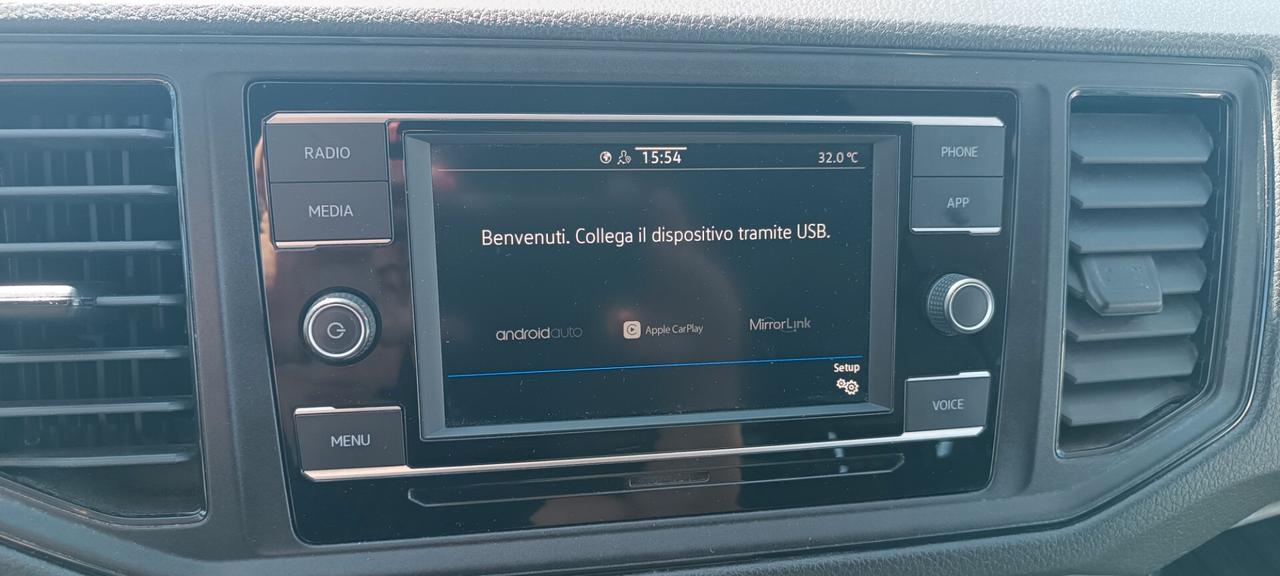 RADIO
MEDIA
15:54
32.0 °C
PHONE
APP
Benvenuti. Collega il dispositivo tramite USB.
androidauto
Apple CarPlay
MirrorLink
Setup
MENU
VOICE